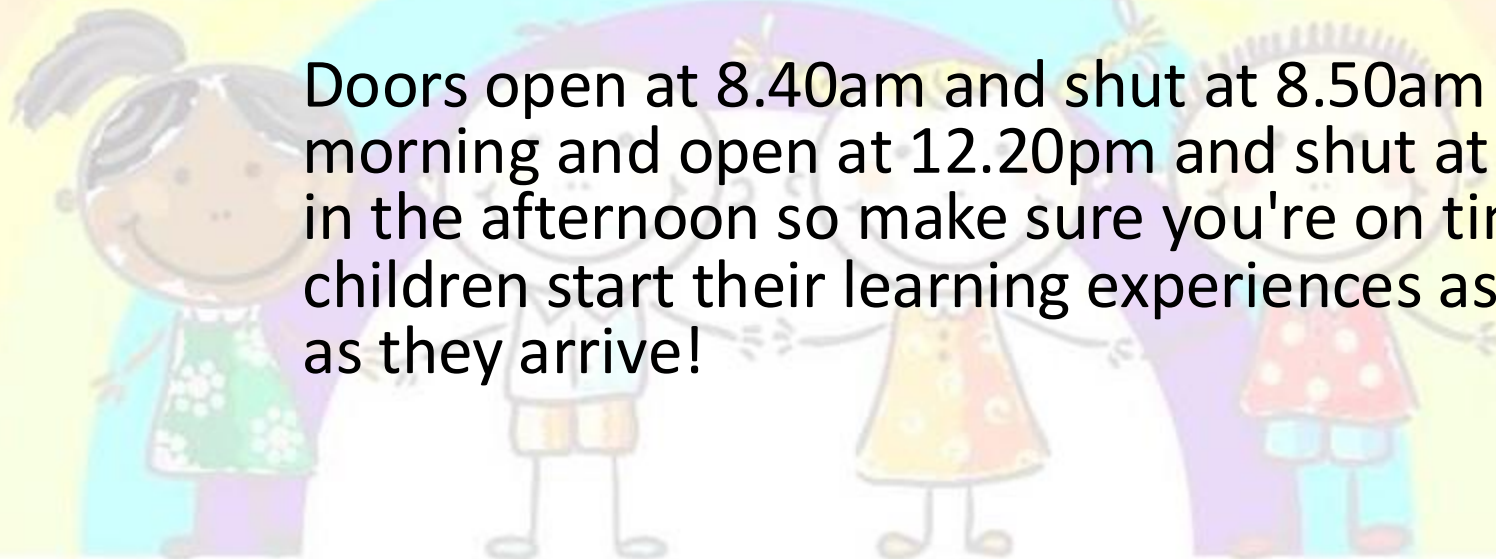 Doors open at 8.40am and shut at 8.50am
morning and open at 12.20pm and shut at
in the afternoon so make sure you're on
children start their learning experiences as
as they arrive!